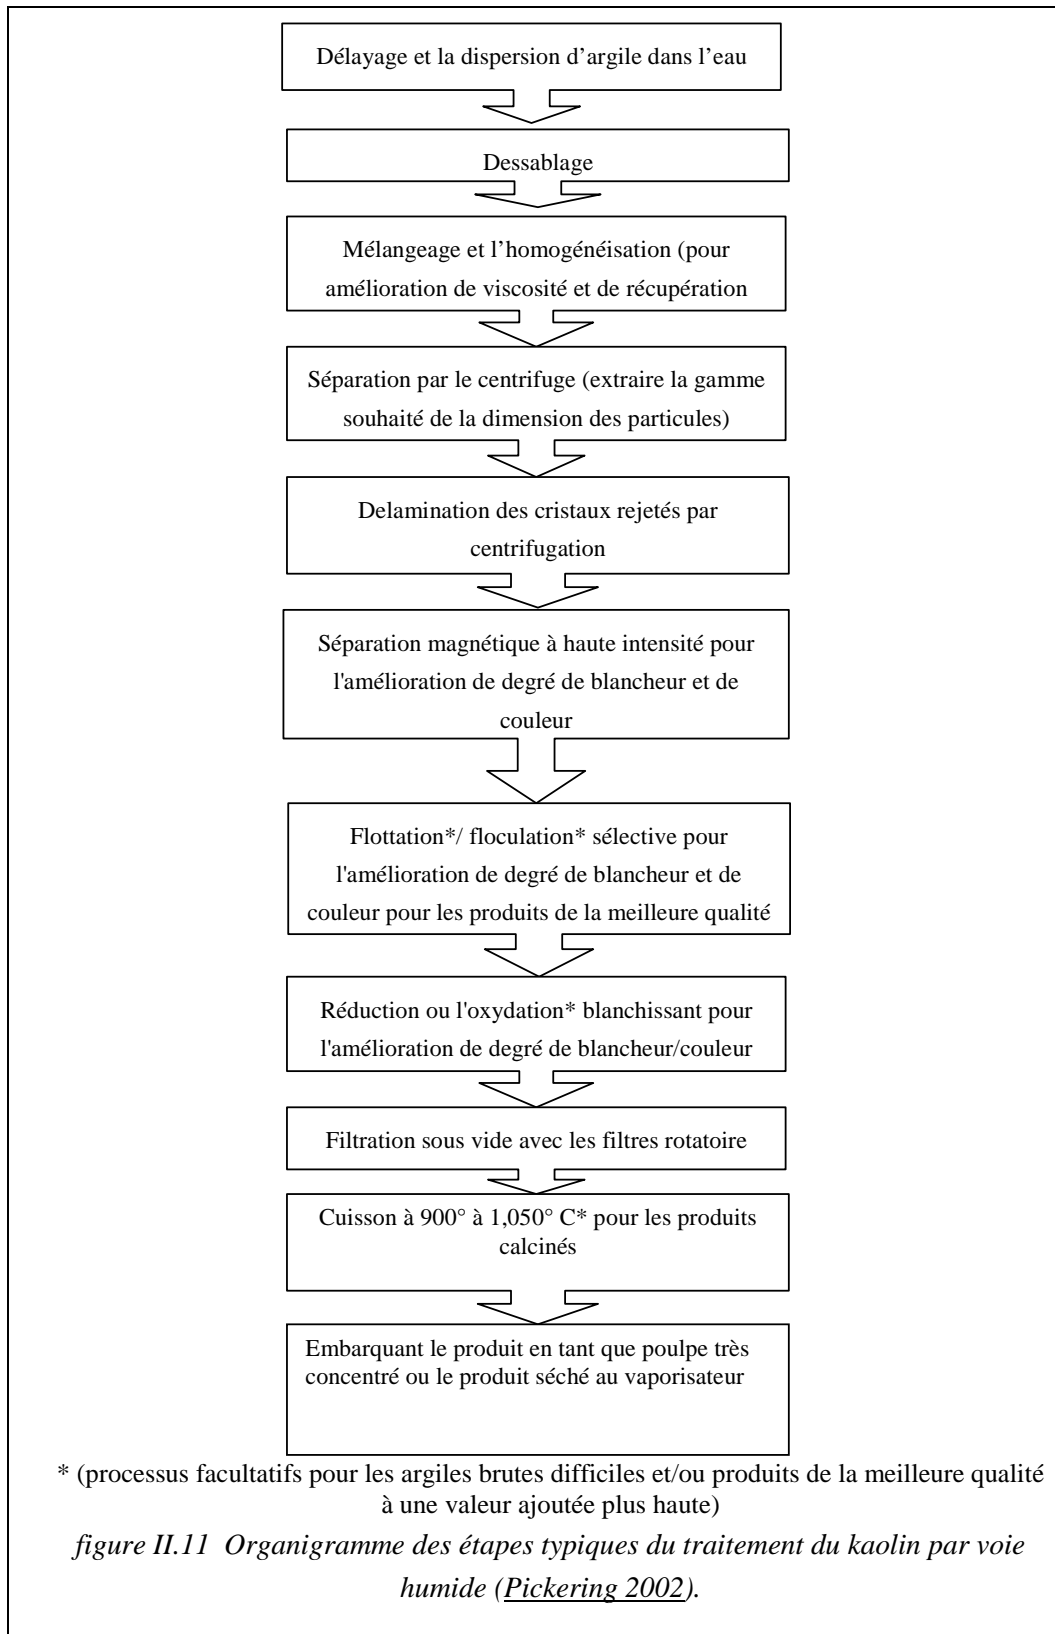 Délayage et la dispersion d'argile dans l'eau
Dessablage
Mélangeage et l'homogénéisation (pour
amélioration de viscosité et de récupération
Séparation par le centrifuge (extraire la gamme
souhaité de la dimension des particules)
Delamination des cristaux rejetés par
centrifugation
Séparation magnétique à haute intensité pour
l'amélioration de degré de blancheur et de
couleur
Flottation*/ floculation* sélective pour
l'amélioration de degré de blancheur et de
couleur pour les produits de la meilleure qualité
Réduction ou l'oxydation* blanchissant pour
l'amélioration de degré de blancheur/couleur
Filtration sous vide avec les filtres rotatoire
Cuisson à 900° à 1,050° C* pour les produits
calcinés
Embarquant le produit en tant que poulpe très
concentré ou le produit séché au vaporisateur
* (processus facultatifs pour les argiles brutes difficiles et/ou produits de la meilleure qualité
à une valeur ajoutée plus haute)
figure II.11 Organigramme des étapes typiques du traitement du kaolin par voie
humide (Pickering 2002).